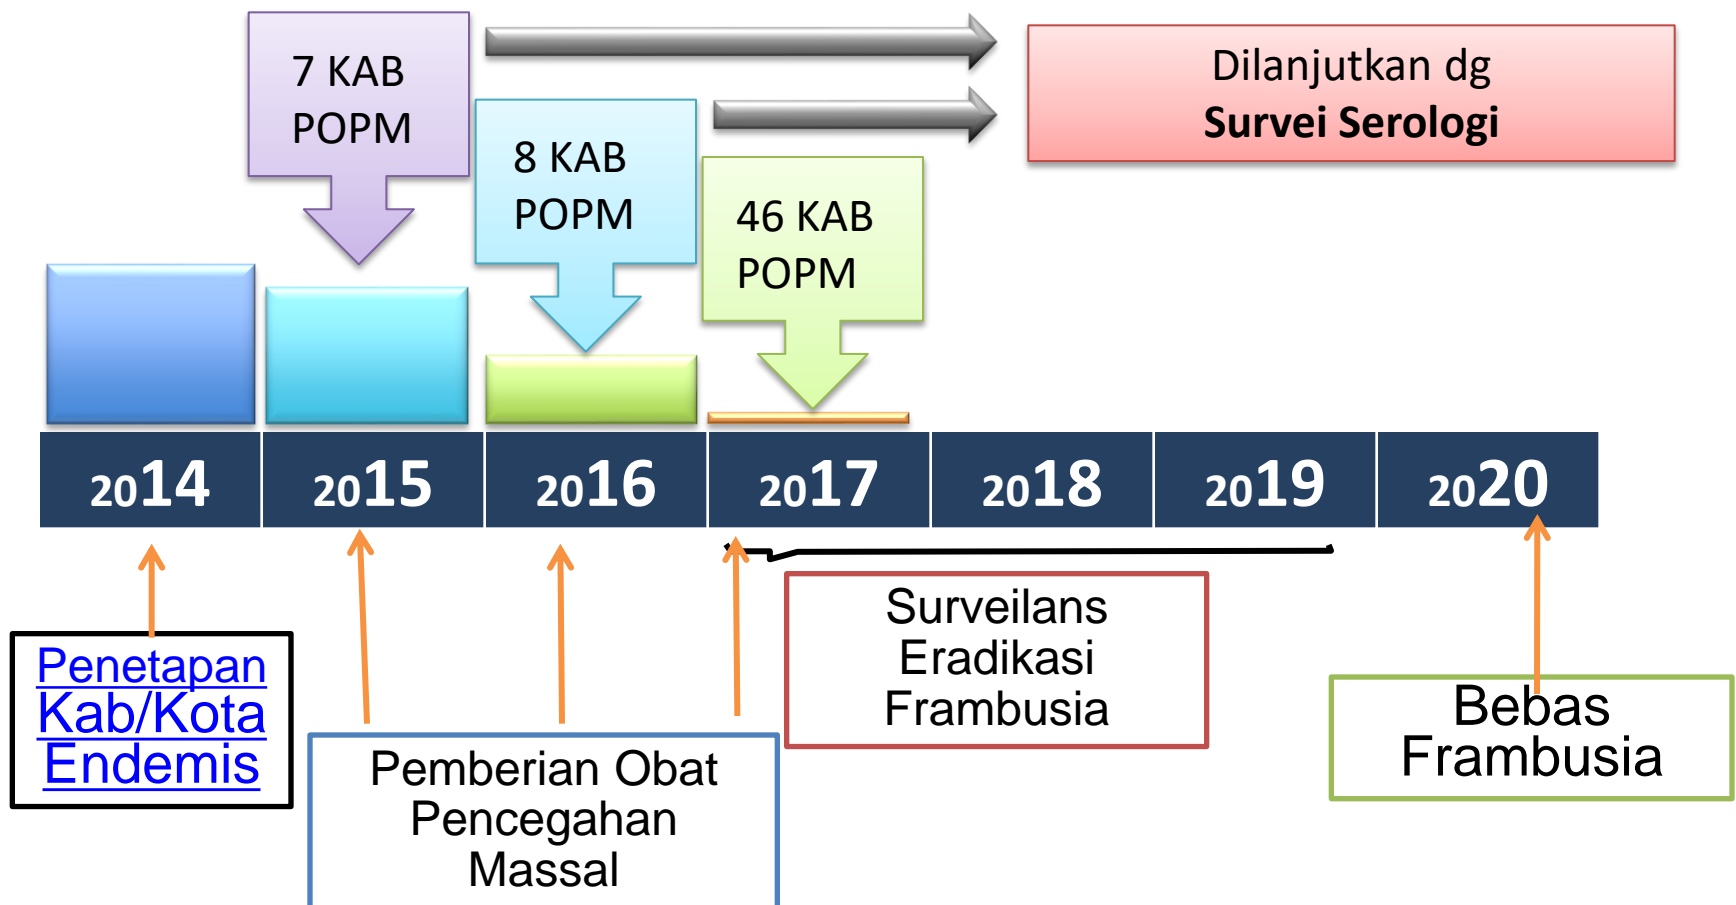 7 KAB
POPM
8 KAB
POPM
46 KAB
POPM
Dilanjutkan dg
Survei Serologi
2014
2015
2016
2017
2018
2019
2020
Penetapan
Kab/Kota
Endemis
Pemberian Obat
Pencegahan
Massal
Surveilans
Eradikasi
Frambusia
Bebas
Frambusia